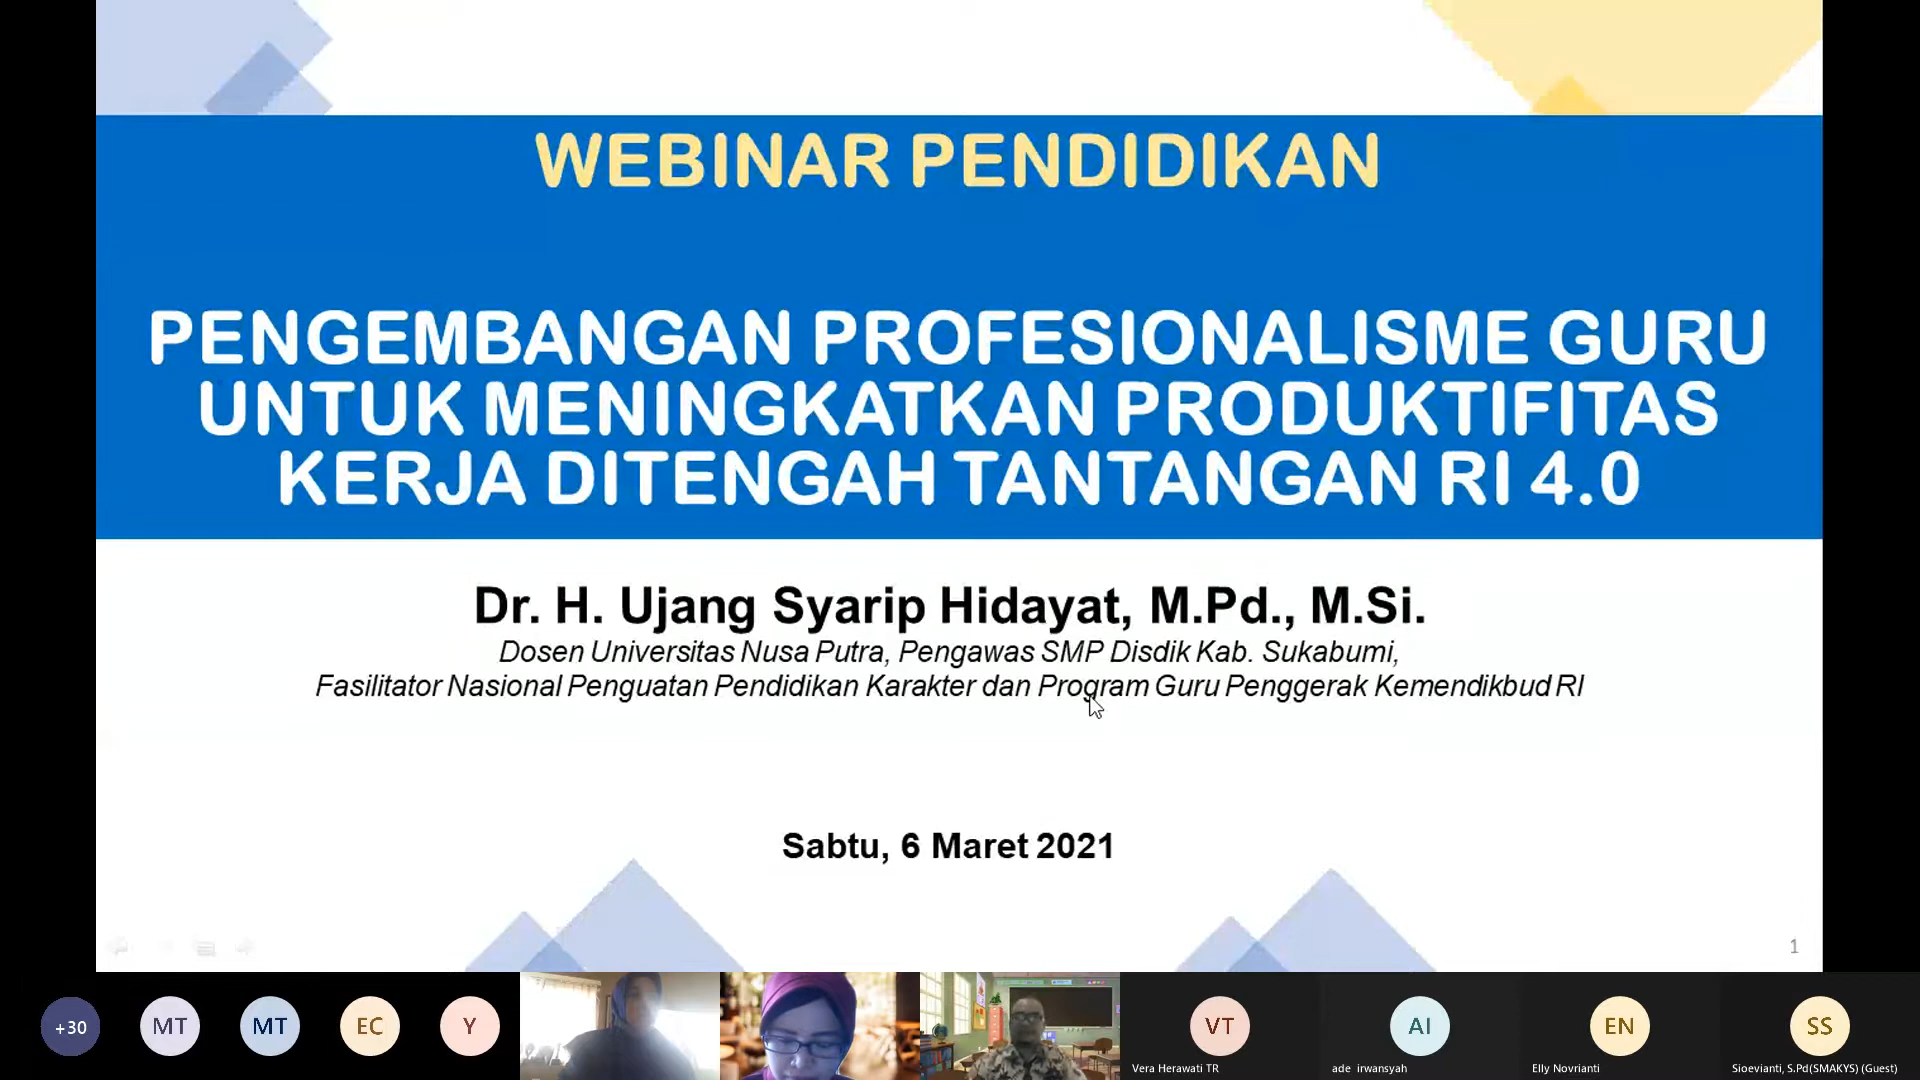 WEBINAR PENDIDIKAN
PENGEMBANGAN PROFESIONALISME GURU
UNTUK MENINGKATKAN PRODUKTIFITAS
KERJA DITENGAH TANTANGAN RI 4.0
Dr. H. Ujang Syarip Hidayat, M.Pd., M.Si.
Dosen Universitas Nusa Putra, Pengawas SMP Disdik Kab. Sukabumi,
Fasilitator Nasional Penguatan Pendidikan Karakter dan Program Guru Penggerak Kemendikbud RI
Sabtu, 6 Maret 2021
1
+30
MT
MT
EC
Y
VT
AI
EN
SS
Vera Herawati TR
ade irwansyah
Elly Novrianti
Sioevianti, S.Pd(SMAKYS) (Guest)